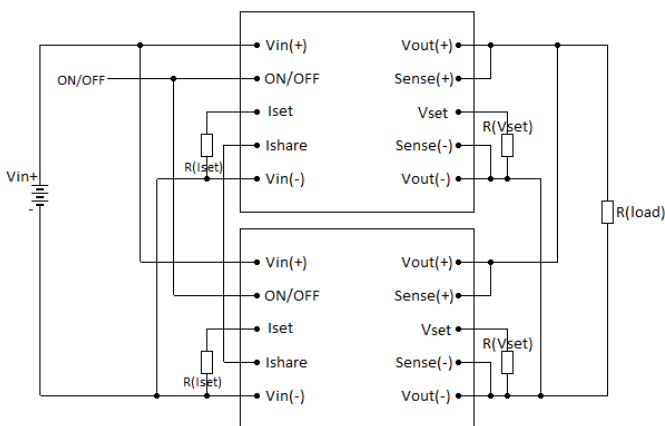 Vin(+) Vout(+)
ON/OFF ON/OFF Sense(+)
Iset Vset
R(Vset)
Ishare Sense(-)
R(Iset)
Vin+ Vin(-) Vout(-)
-
R(load)
Vin(+) Vout(+)
ON/OFF Sense(+)
Iset Vset
R(Vset)
Ishare Sense(-)
R(Iset)
Vin(-) Vout(-)